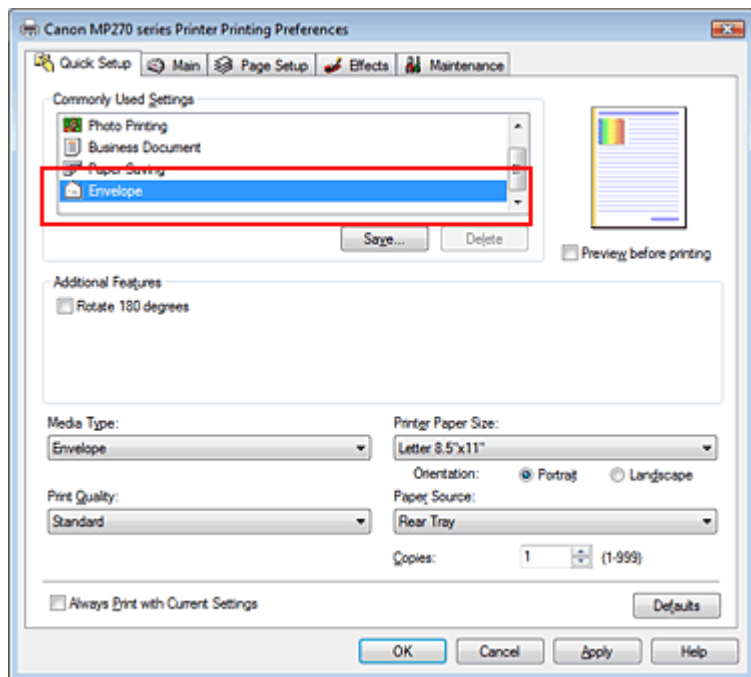 Canon MP270 series Printer Printing Preferences
Quick Setup Main Page Setup Effects Maintenance
Commonly Used Settings
Photo Printing
Business Document
Paper Saving
Envelope
Save... Delete
Preview before printing
Additional Features
Rotate 180 degrees
Media Type: Printer Paper Size:
Envelope Letter 8.5"x11"
Orientation: Portrait Landscape
Print Quality: Paper Source:
Standard Rear Tray
Copies: 1 (1-999)
Always Print with Current Settings Defaults
OK Cancel Apply Help